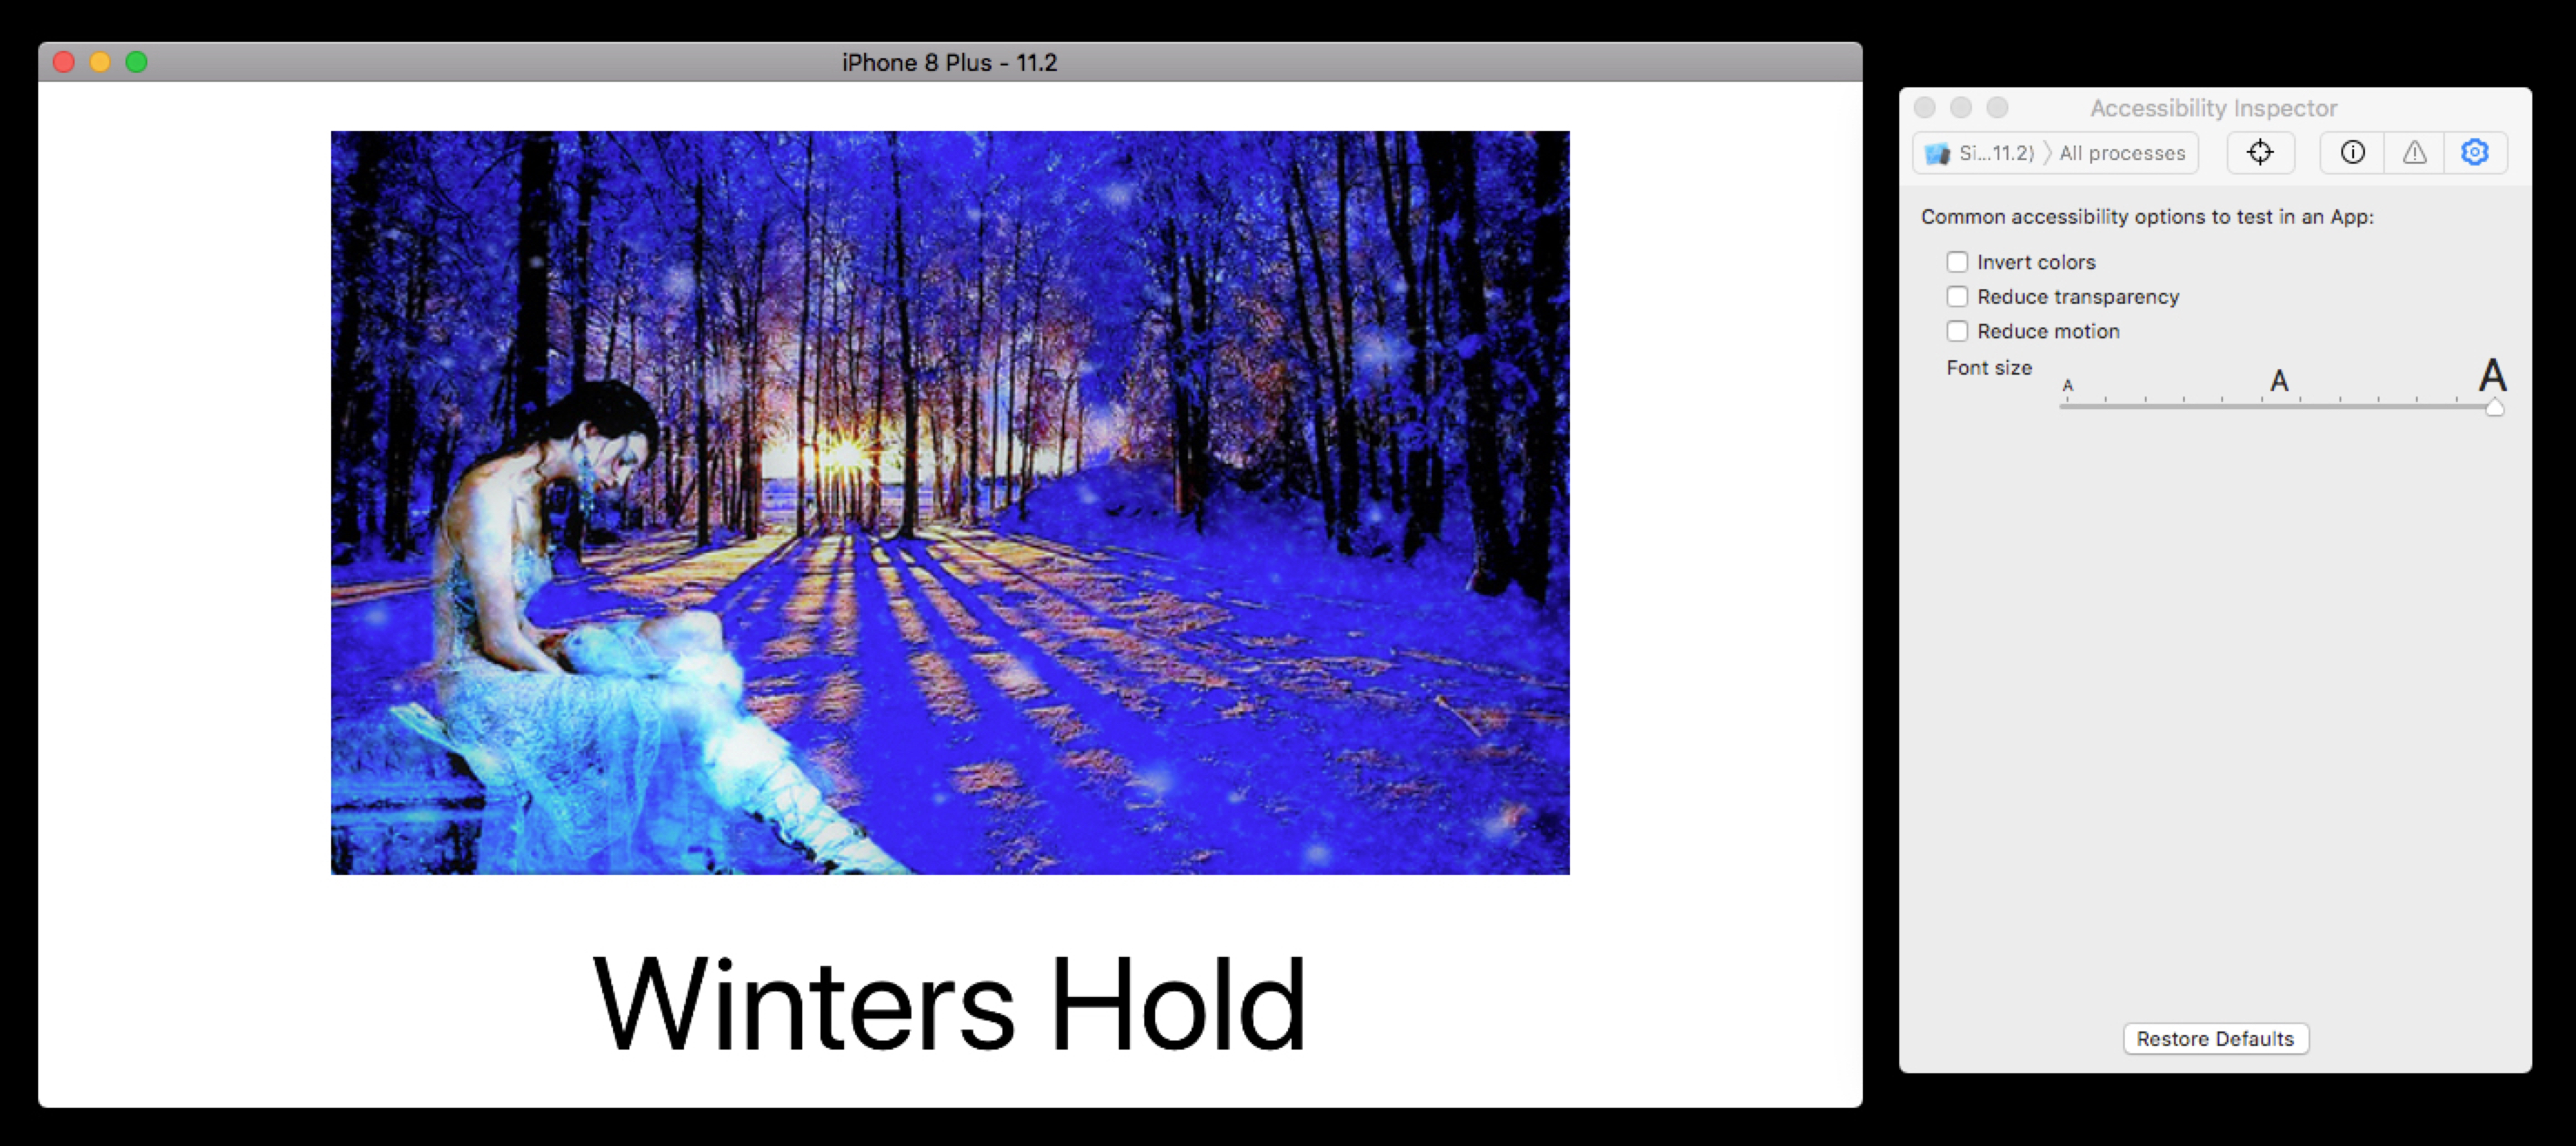 iPhone 8 Plus - 11.2
Winters Hold
Accessibility Inspector
Si...11.2) 〉 All processes
Common accessibility options to test in an App:
Invert colors
Reduce transparency
Reduce motion
Font size
A A A
Restore Defaults